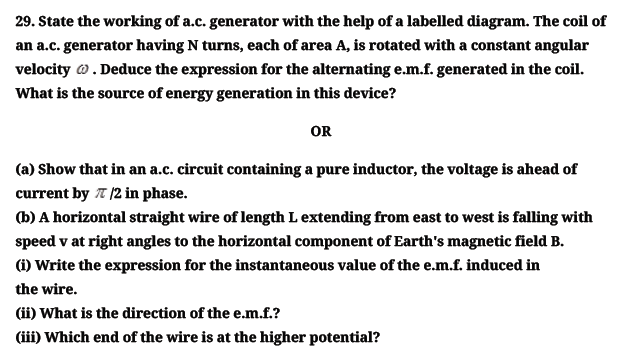 29. State the working of a.c. generator with the help of a labelled diagram. The coil of
an a.c. generator having N turns, each of area A, is rotated with a constant angular
velocity ω . Deduce the expression for the alternating e.m.f. generated in the coil.
What is the source of energy generation in this device?
OR
(a) Show that in an a.c. circuit containing a pure inductor, the voltage is ahead of
current by π /2 in phase.
(b) A horizontal straight wire of length L extending from east to west is falling with
speed v at right angles to the horizontal component of Earth's magnetic field B.
(i) Write the expression for the instantaneous value of the e.m.f. induced in
the wire.
(ii) What is the direction of the e.m.f.?
(iii) Which end of the wire is at the higher potential?